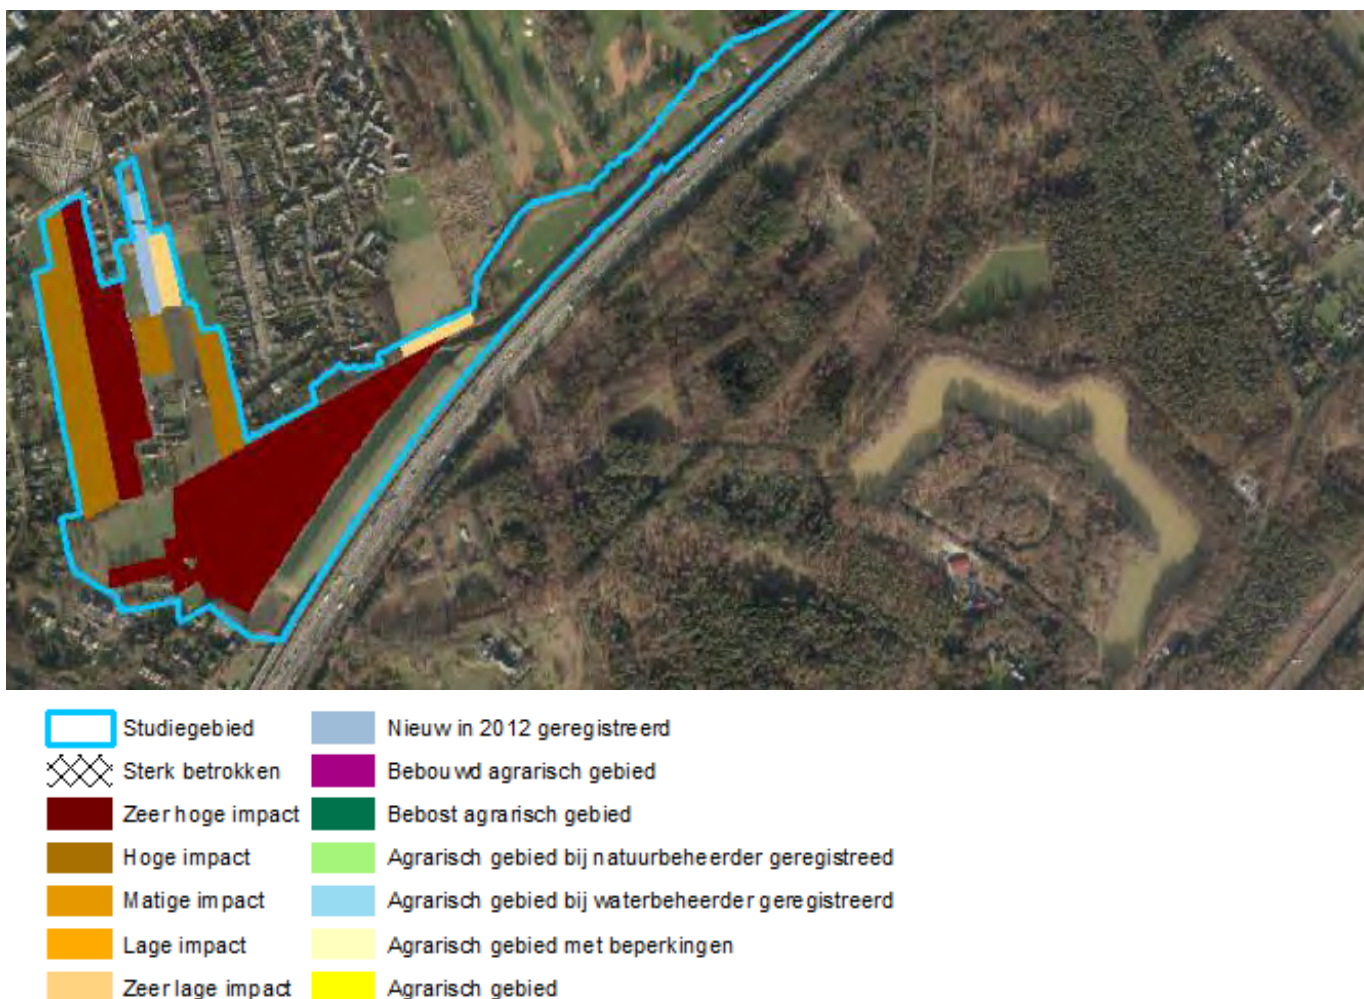 Studiegebied
Sterk betrokken
Zeer hoge impact
Hoge impact
Matige impact
Lage impact
Zeer lage impact
Nieuw in 2012 geregistreerd
Bebouwd agrarisch gebied
Bebost agrarisch gebied
Agrarisch gebied bij natuurbeheerder geregistreed
Agrarisch gebied bij waterbeheerder geregistreerd
Agrarisch gebied met beperkingen
Agrarisch gebied